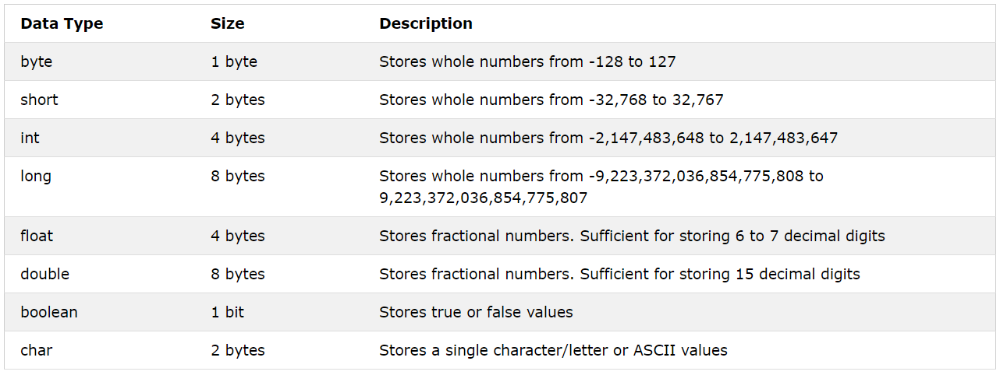 Data Type Size Description
byte 1 byte Stores whole numbers from -128 to 127
short 2 bytes Stores whole numbers from -32,768 to 32,767
int 4 bytes Stores whole numbers from -2,147,483,648 to 2,147,483,647
long 8 bytes Stores whole numbers from -9,223,372,036,854,775,808 to
9,223,372,036,854,775,807
float 4 bytes Stores fractional numbers. Sufficient for storing 6 to 7 decimal digits
double 8 bytes Stores fractional numbers. Sufficient for storing 15 decimal digits
boolean 1 bit Stores true or false values
char 2 bytes Stores a single character/letter or ASCII values